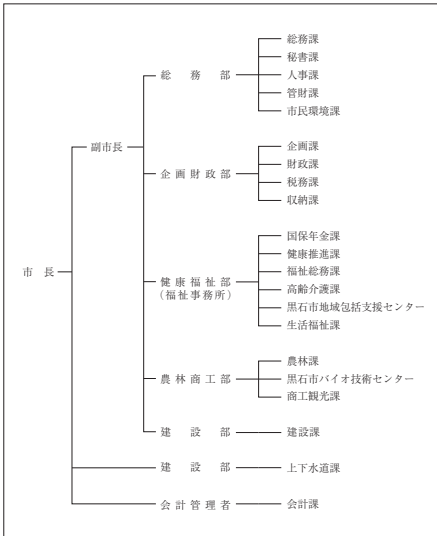 総務課
秘書課
総務部
人事課
管財課
市民環境課
副市長
企画課
財政課
企画財政部
税務課
収納課
国保年金課
健康推進課
福祉総務課
市長
健康福祉部
(福祉事務所)
高齢介護課
黒石市地域包括支援センター
生活福祉課
農林課
農林商工部
黒石市バイオ技術センター
商工観光課
建設部
建設課
建設部
上下水道課
会計管理者
会計課